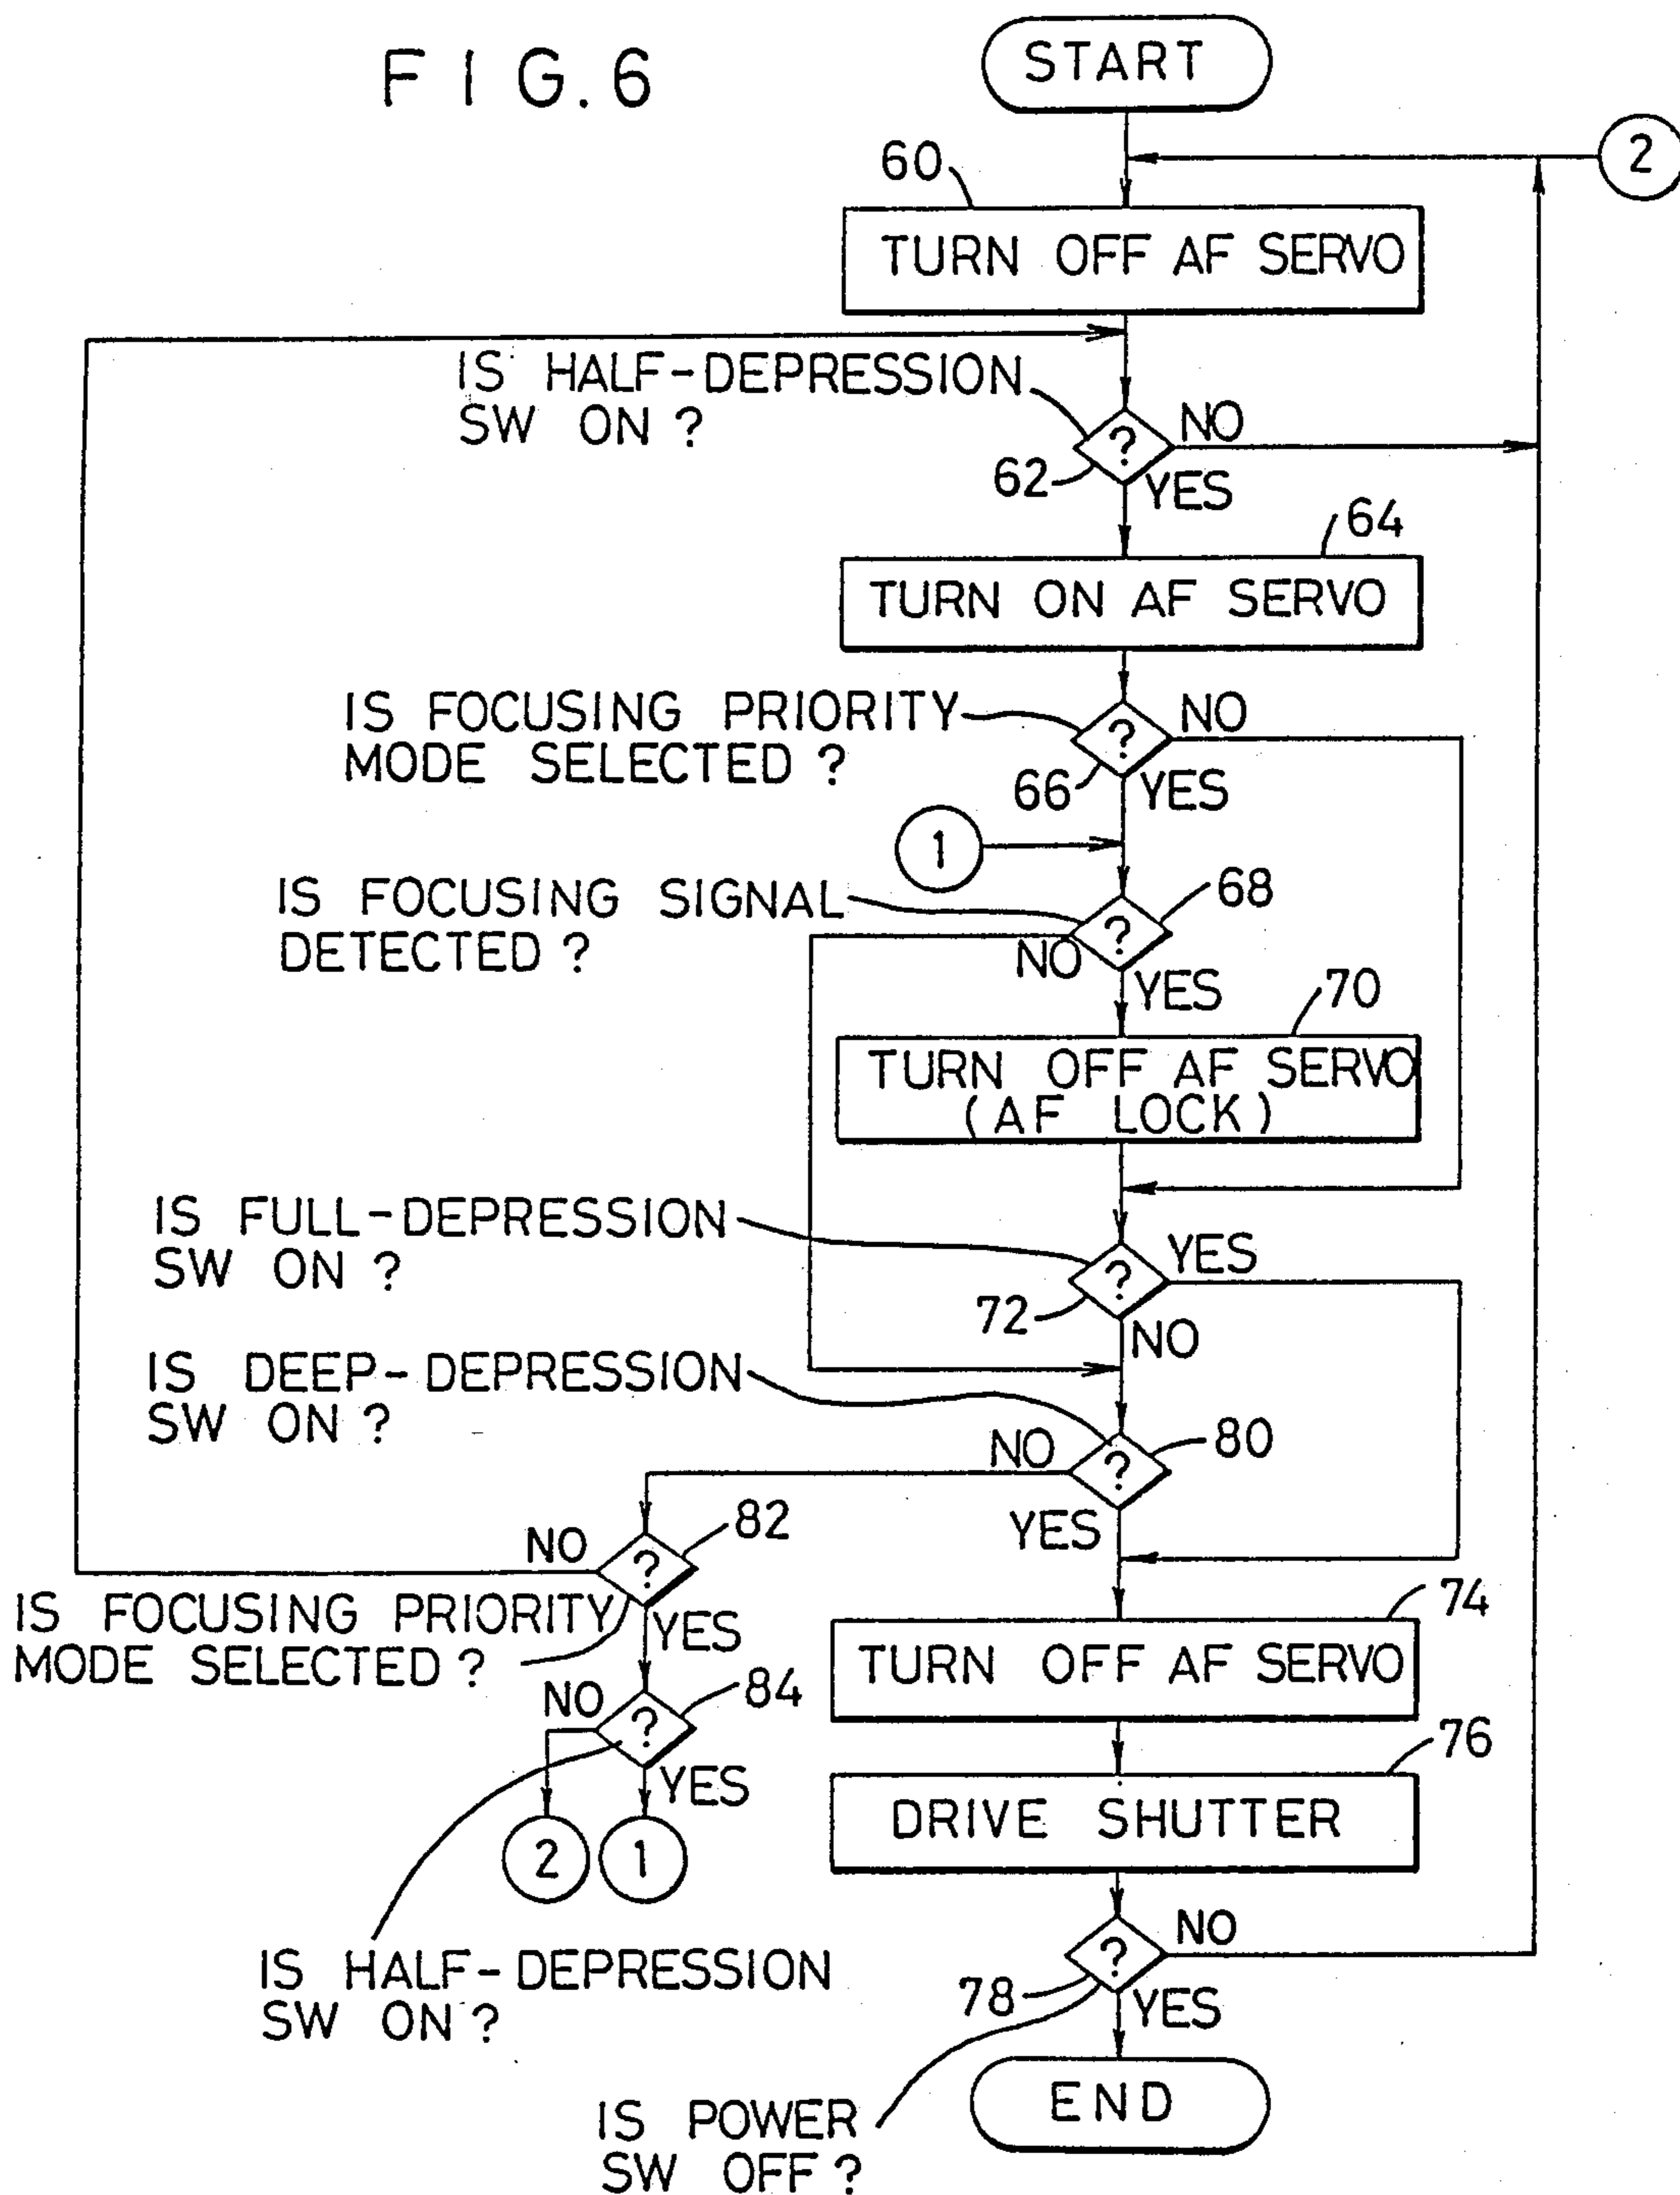 FIG.6
START
2
60
TURN OFF AF SERVO
IS HALF-DEPRESSION
SW ON ?
NO
62
YES
64
TURN ON AF SERVO
IS FOCUSING PRIORITY
MODE SELECTED ?
?
NO
66
YES
1
IS FOCUSING SIGNAL
DETECTED ?
?
68
NO
YES
70
TURN OFF AF SERVO
(AF LOCK)
IS FULL-DEPRESSION
SW ON ?
?
YES
72
NO
IS DEEP-DEPRESSION
SW ON ?
?
NO
80
YES
82
NO
?
IS FOCUSING PRIORITY
MODE SELECTED ?
YES
74
TURN OFF AF SERVO
NO
84
?
YES
76
2
1
DRIVE SHUTTER
IS HALF-DEPRESSION
SW ON ?
?
NO
78
YES
IS POWER
SW OFF ?
END